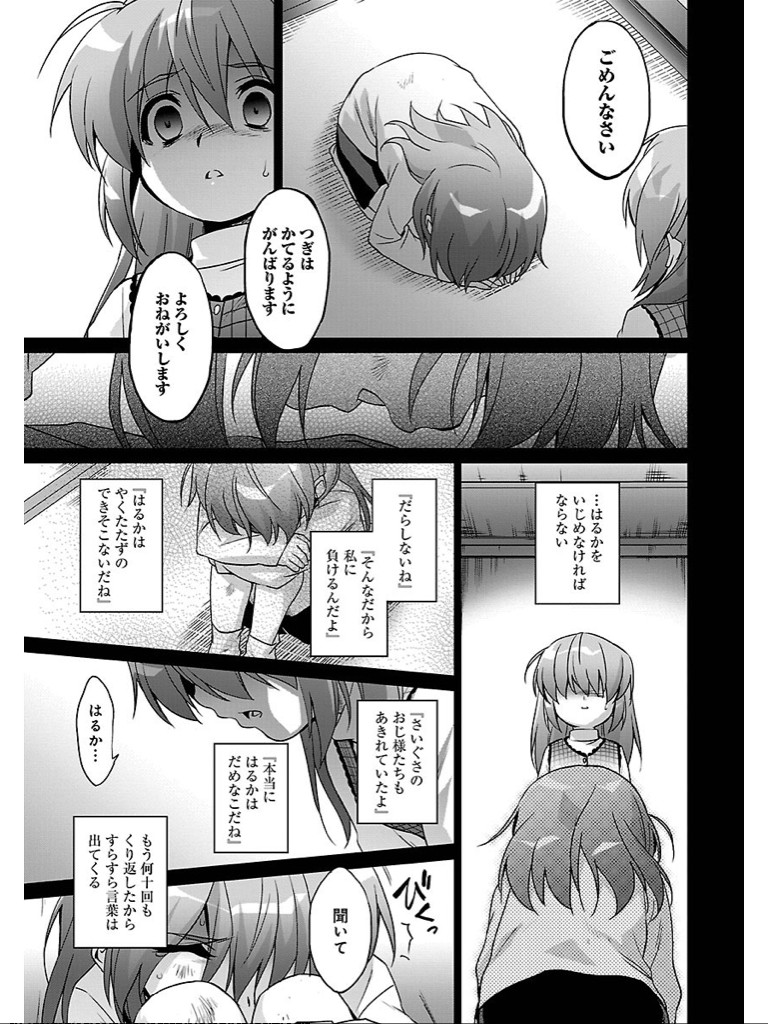 ごめんなさい
つぎは
かてるように
がんばります
よろしく
おねがいします
…はるかを
いじめなければ
ならない
『だらしないね』
『そんなだから
私に
負けるんだよ』
『はるかは
やくたたずの
できそこないだね』
『さいぐさの
おじ様たちも
あきれていたよ』
『本当に
はるかは
だめなこだね』
はるか…
もう何十回も
くり返したから
すらすら言葉は
出てくる
聞いて
びくっ